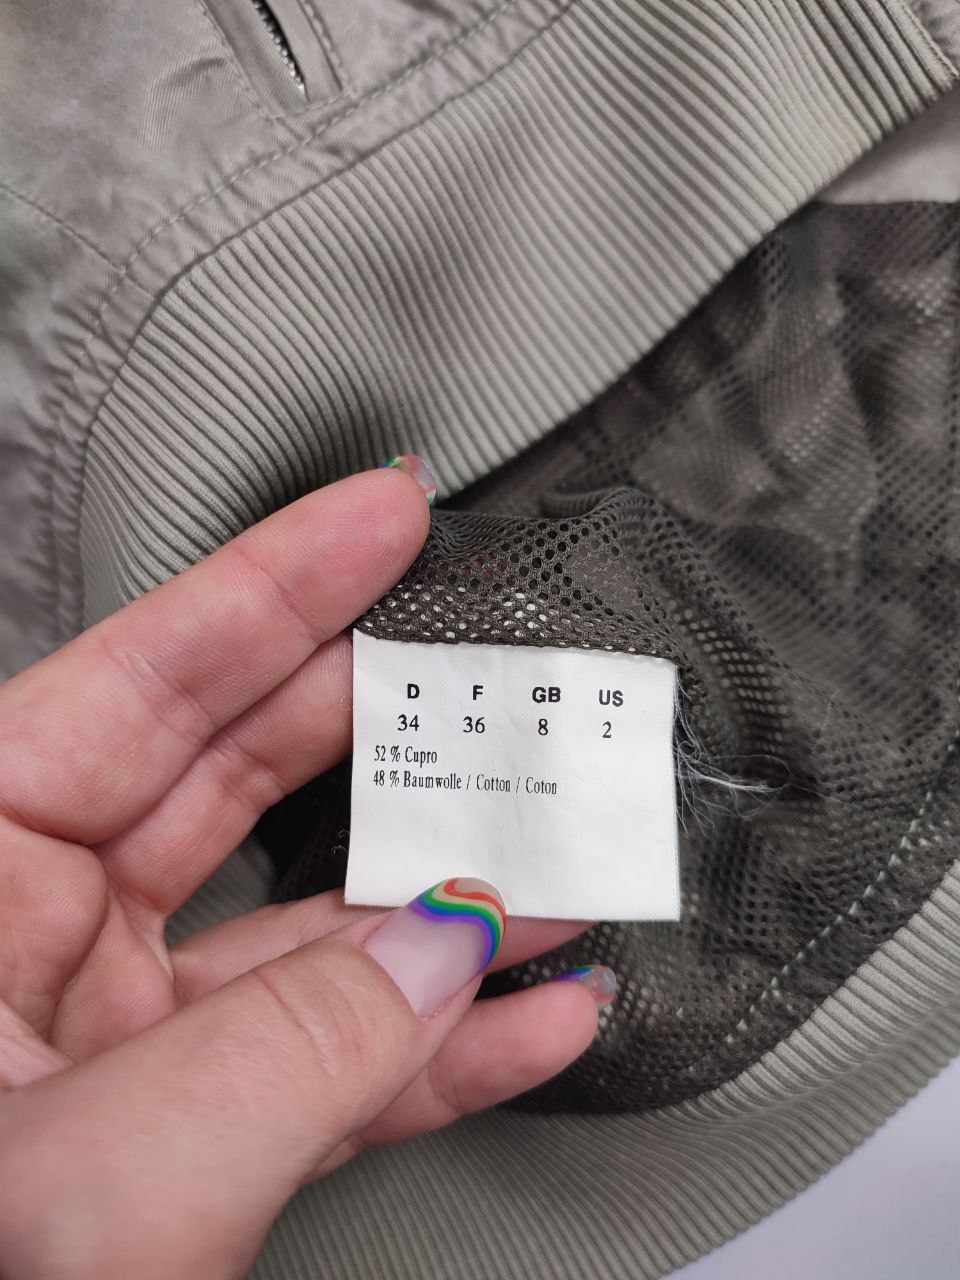 D F GB US
34 36 8 2
52 % Cupro
48 % Baumwolle / Cotton / Coton